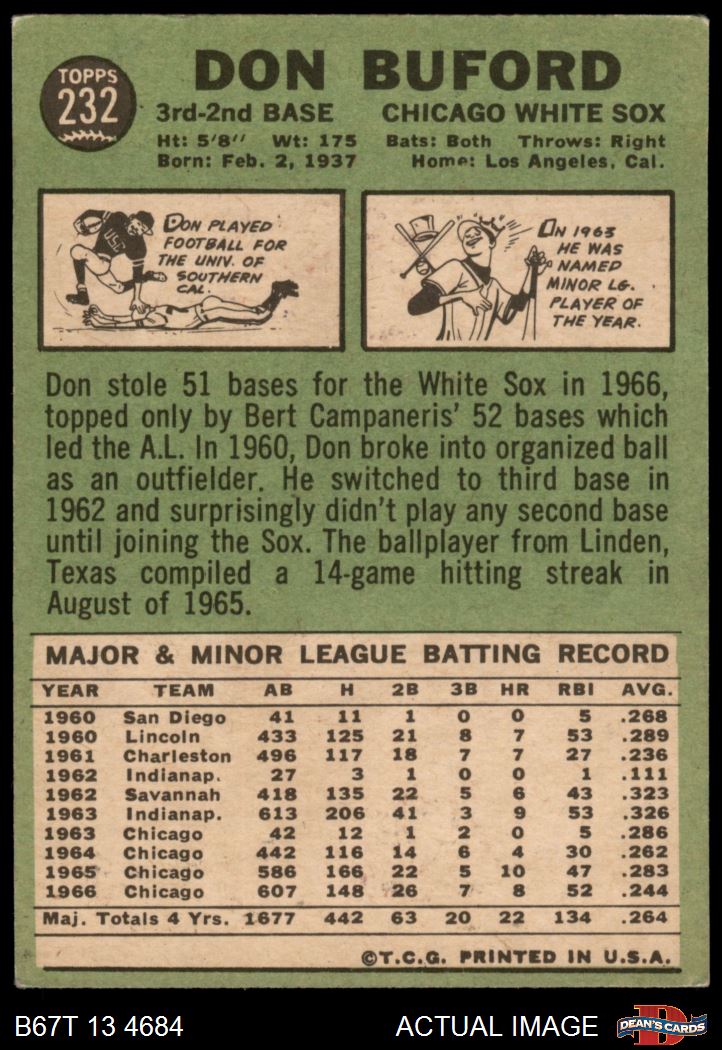 TOPPS
232
DON BUFORD
3rd-2nd BASE CHICAGO WHITE SOX
Ht: 5'8" Wt: 175 Bats: Both Throws: Right
Born: Feb. 2, 1937 Home: Los Angeles, Cal.
USC
DON PLAYED
FOOTBALL FOR
THE UNIV. OF
SOUTHERN
CAL.
IN 1963
HE WAS
NAMED
MINOR LG.
PLAYER OF
THE YEAR.
Don stole 51 bases for the White Sox in 1966,
topped only by Bert Campaneris' 52 bases which
led the A.L. In 1960, Don broke into organized ball
as an outfielder. He switched to third base in
1962 and surprisingly didn't play any second base
until joining the Sox. The ballplayer from Linden,
Texas compiled a 14-game hitting streak in
August of 1965.
MAJOR & MINOR LEAGUE BATTING RECORD
YEAR TEAM AB H 2B 3B HR RBI AVG.
1960 San Diego 41 11 1 0 0 5 .268
1960 Lincoln 433 125 21 8 7 53 .289
1961 Charleston 496 117 18 7 7 27 .236
1962 Indianap. 27 3 1 0 0 1 .111
1962 Savannah 418 135 22 5 6 43 .323
1963 Indianap. 613 206 41 3 9 53 .326
1963 Chicago 42 12 1 2 0 5 .286
1964 Chicago 442 116 14 6 4 30 .262
1965 Chicago 586 166 22 5 10 47 .283
1966 Chicago 607 148 26 7 8 52 .244
Maj. Totals 4 Yrs. 1677 442 63 20 22 134 .264
©T.C.G. PRINTED IN U.S.A.
B67T 13 4684 ACTUAL IMAGE
D
DEAN'S CARDS